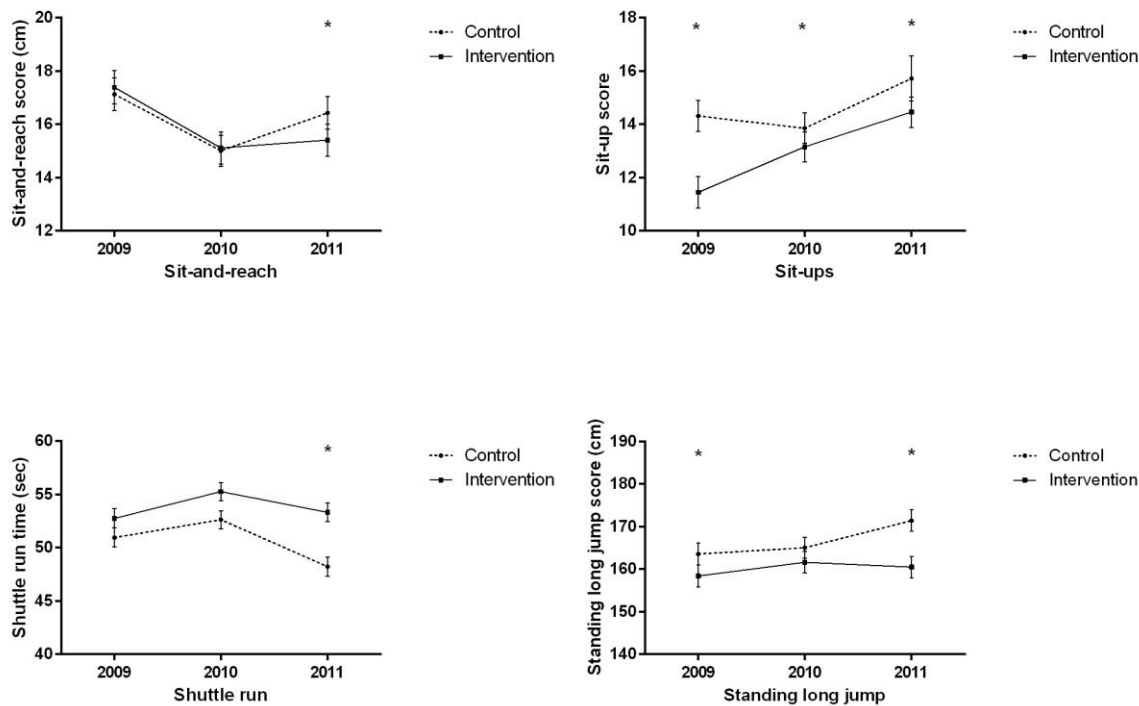 Sit-and-reach score (cm)
20
18
16
14
12
*
2009
2010
2011
Sit-and-reach
Control
Intervention
Sit-up score
18
16
14
12
10
*
*
*
2009
2010
2011
Sit-ups
Control
Intervention
Shuttle run time (sec)
60
55
50
45
40
*
2009
2010
2011
Shuttle run
Control
Intervention
Standing long jump score (cm)
190
180
170
160
150
140
*
*
2009
2010
2011
Standing long jump
Control
Intervention